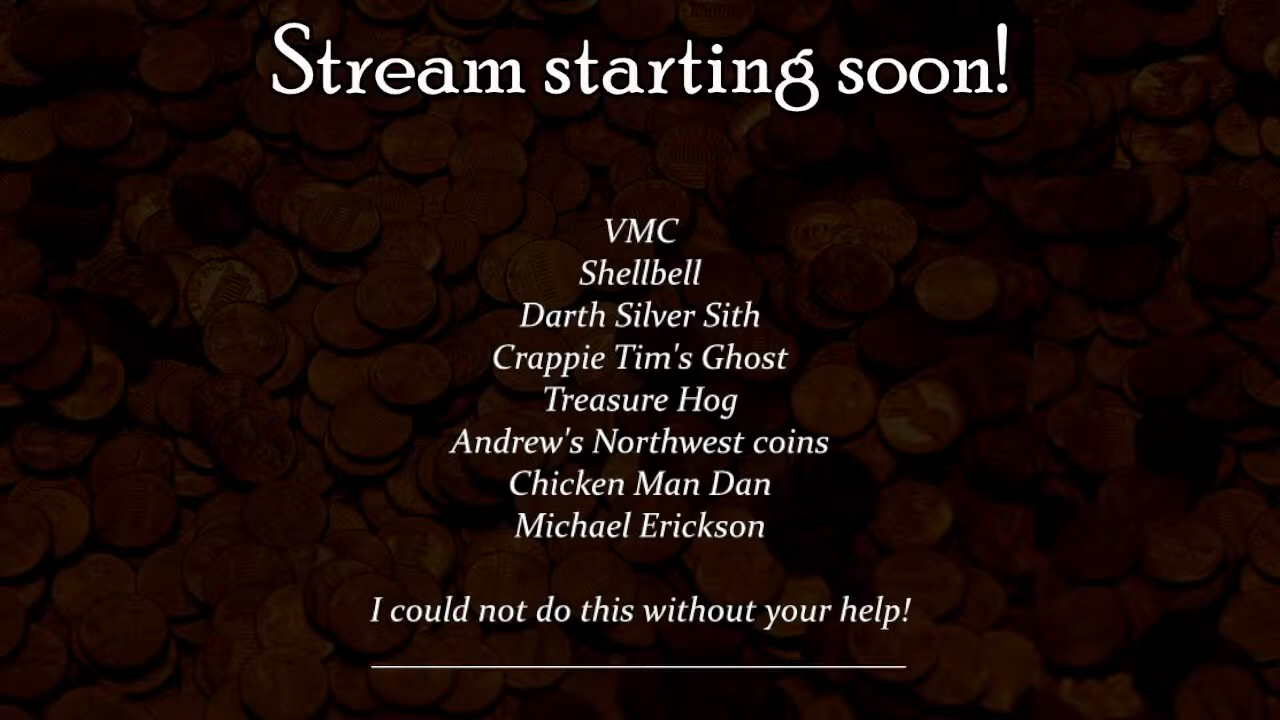 Stream starting soon!
VMC
Shellbell
Darth Silver Sith
Crappie Tim's Ghost
Treasure Hog
Andrew's Northwest coins
Chicken Man Dan
Michael Erickson
I could not do this without your help!